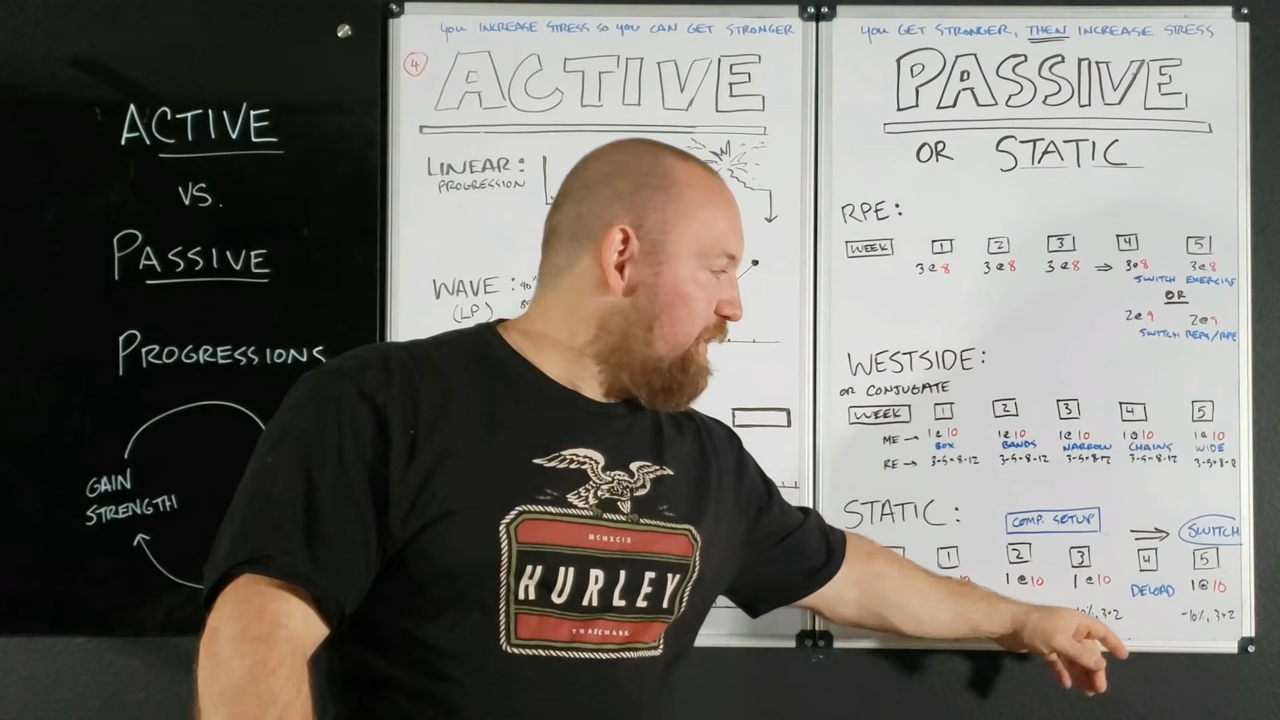 ACTIVE
VS.
PASSIVE
PROGRESSIONS
GAIN
STRENGTH
YOU INCREASE STRESS SO YOU CAN GET STRONGER
4
ACTIVE
LINEAR:
PROGRESSION
WAVE:
(LP)
MCMXCIX
HURLEY
TRADEMARK
YOU GET STRONGER, THEN INCREASE STRESS
PASSIVE
OR STATIC
RPE:
WEEK 1 2 3 4 5
3@8 3@8 3@8 ⇒ 3@8 3@8
SWITCH EXERCISE
OR
2@9 2@9
SWITCH REPS/RPE
WESTSIDE:
OR CONJUGATE
WEEK 1 2 3 4 5
ME → 1@10 1@10 1@10 1@10 1@10
BOX BANDS NARROW CHAINS WIDE
RE → 3-5×8-12 3-5×8-12 3-5×8-12 3-5×8-12 3-5×8-12
STATIC:
COMP. SETUP ⇒ SWITCH
1 2 3 4 5
1@10 1@10 DELOAD 1@10
3×2 -10%, 3×2